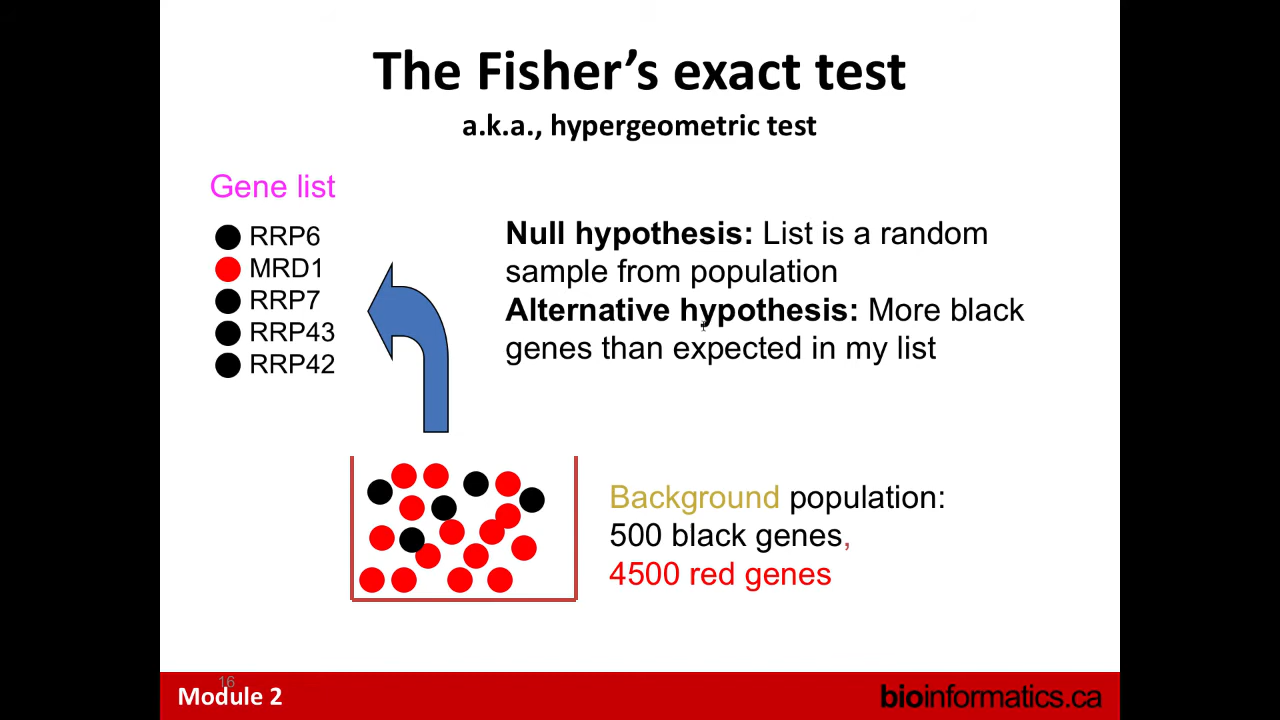 The Fisher’s exact test
a.k.a., hypergeometric test
Gene list
RRP6
MRD1
RRP7
RRP43
RRP42
Null hypothesis: List is a random
sample from population
Alternative hypothesis: More black
genes than expected in my list
Background population:
500 black genes,
4500 red genes
16
Module 2
bioinformatics.ca